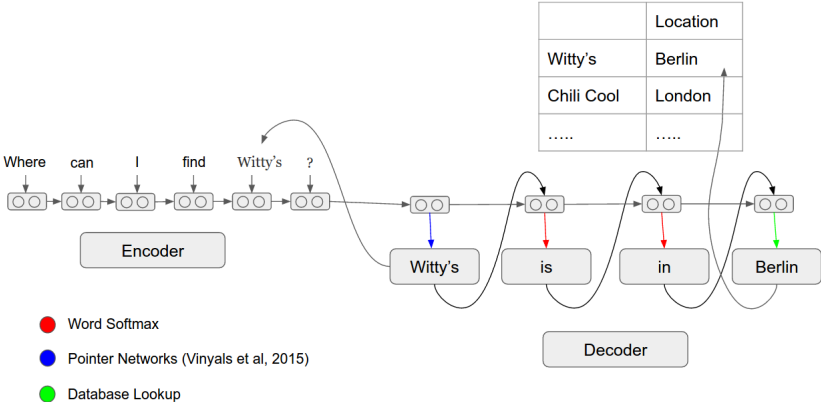 Location
Witty's Berlin
Chili Cool London
..... .....
Where can I find Witty's ?
Encoder
Witty's is in Berlin
Decoder
Word Softmax
Pointer Networks (Vinyals et al, 2015)
Database Lookup